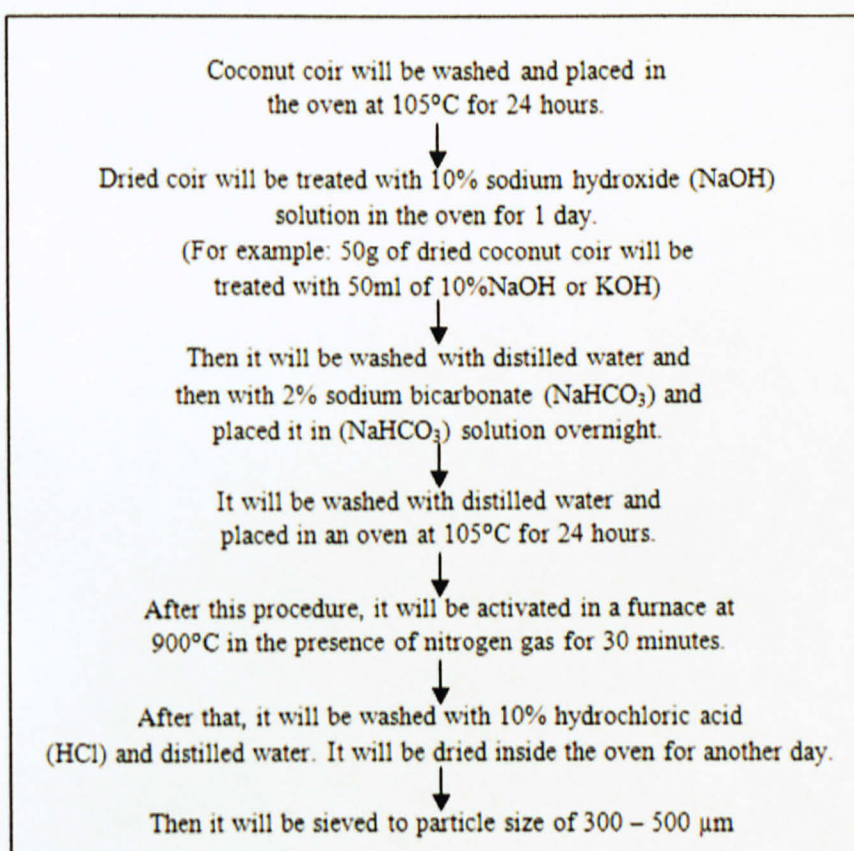 Coconut coir will be washed and placed in
the oven at 105°C for 24 hours.
Dried coir will be treated with 10% sodium hydroxide (NaOH)
solution in the oven for 1 day.
(For example: 50g of dried coconut coir will be
treated with 50ml of 10%NaOH or KOH)
Then it will be washed with distilled water and
then with 2% sodium bicarbonate (NaHCO₃) and
placed it in (NaHCO₃) solution overnight.
It will be washed with distilled water and
placed in an oven at 105°C for 24 hours.
After this procedure, it will be activated in a furnace at
900°C in the presence of nitrogen gas for 30 minutes.
After that, it will be washed with 10% hydrochloric acid
(HCl) and distilled water. It will be dried inside the oven for another day.
Then it will be sieved to particle size of 300 – 500 µm